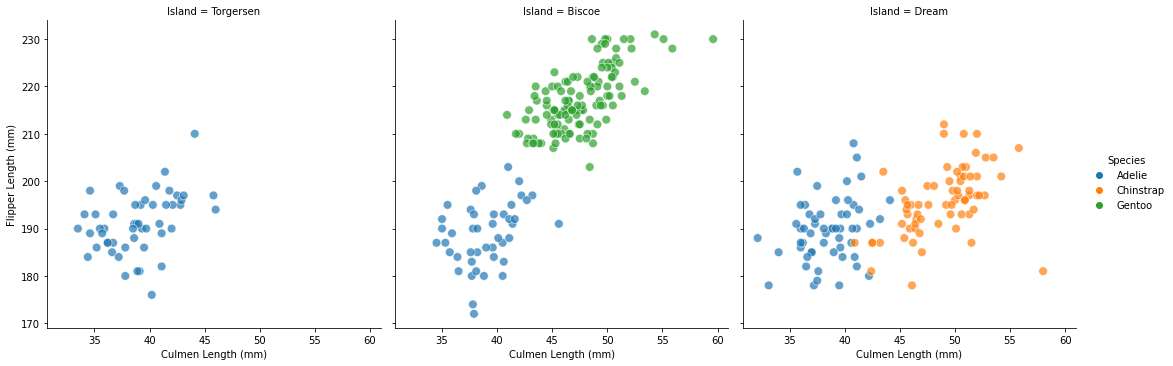 Island = Torgersen
Island = Biscoe
Island = Dream
Flipper Length (mm)
230
220
210
200
190
180
170
35 40 45 50 55 60
Culmen Length (mm)
35 40 45 50 55 60
Culmen Length (mm)
35 40 45 50 55 60
Culmen Length (mm)
Species
Adelie
Chinstrap
Gentoo